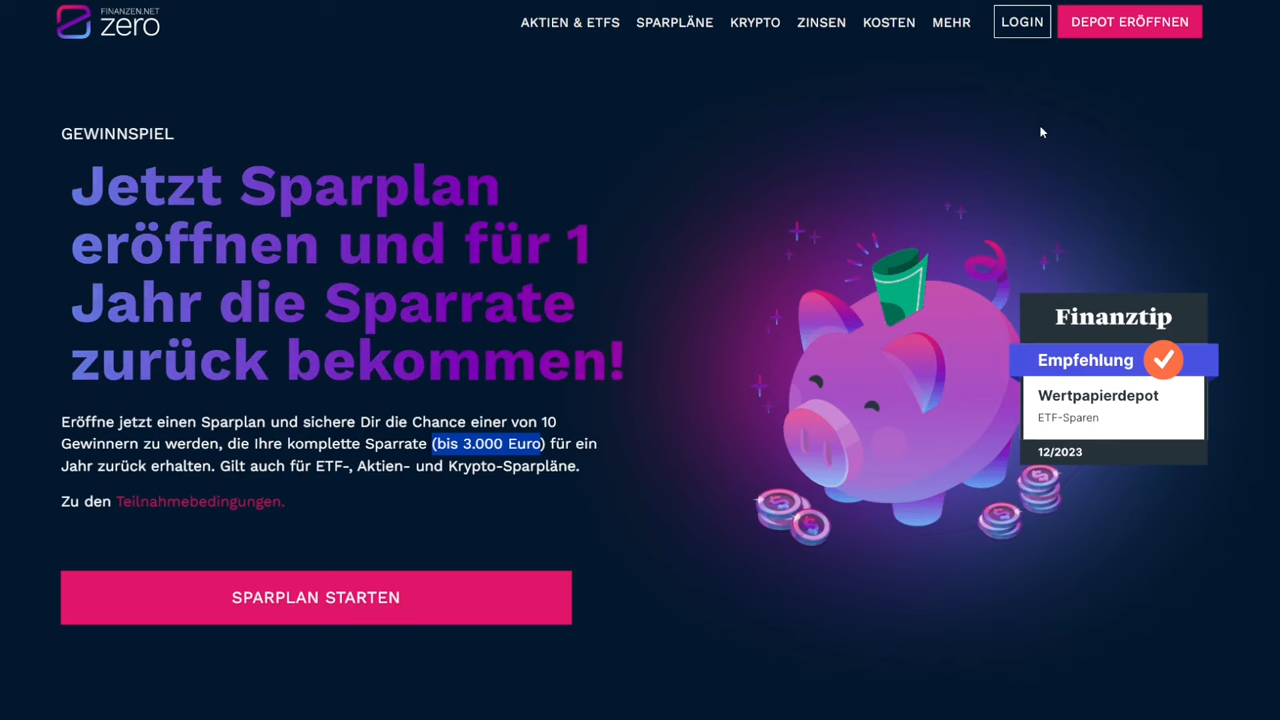 FINANZEN.NET
zero
AKTIEN & ETFS SPARPLÄNE KRYPTO ZINSEN KOSTEN MEHR LOGIN DEPOT ERÖFFNEN
GEWINNSPIEL
Jetzt Sparplan
eröffnen und für 1
Jahr die Sparrate
zurück bekommen!
Eröffne jetzt einen Sparplan und sichere Dir die Chance einer von 10
Gewinnern zu werden, die Ihre komplette Sparrate (bis 3.000 Euro) für ein
Jahr zurück erhalten. Gilt auch für ETF-, Aktien- und Krypto-Sparpläne.
Zu den Teilnahmebedingungen.
SPARPLAN STARTEN
Finanztip
Empfehlung
Wertpapierdepot
ETF-Sparen
12/2023